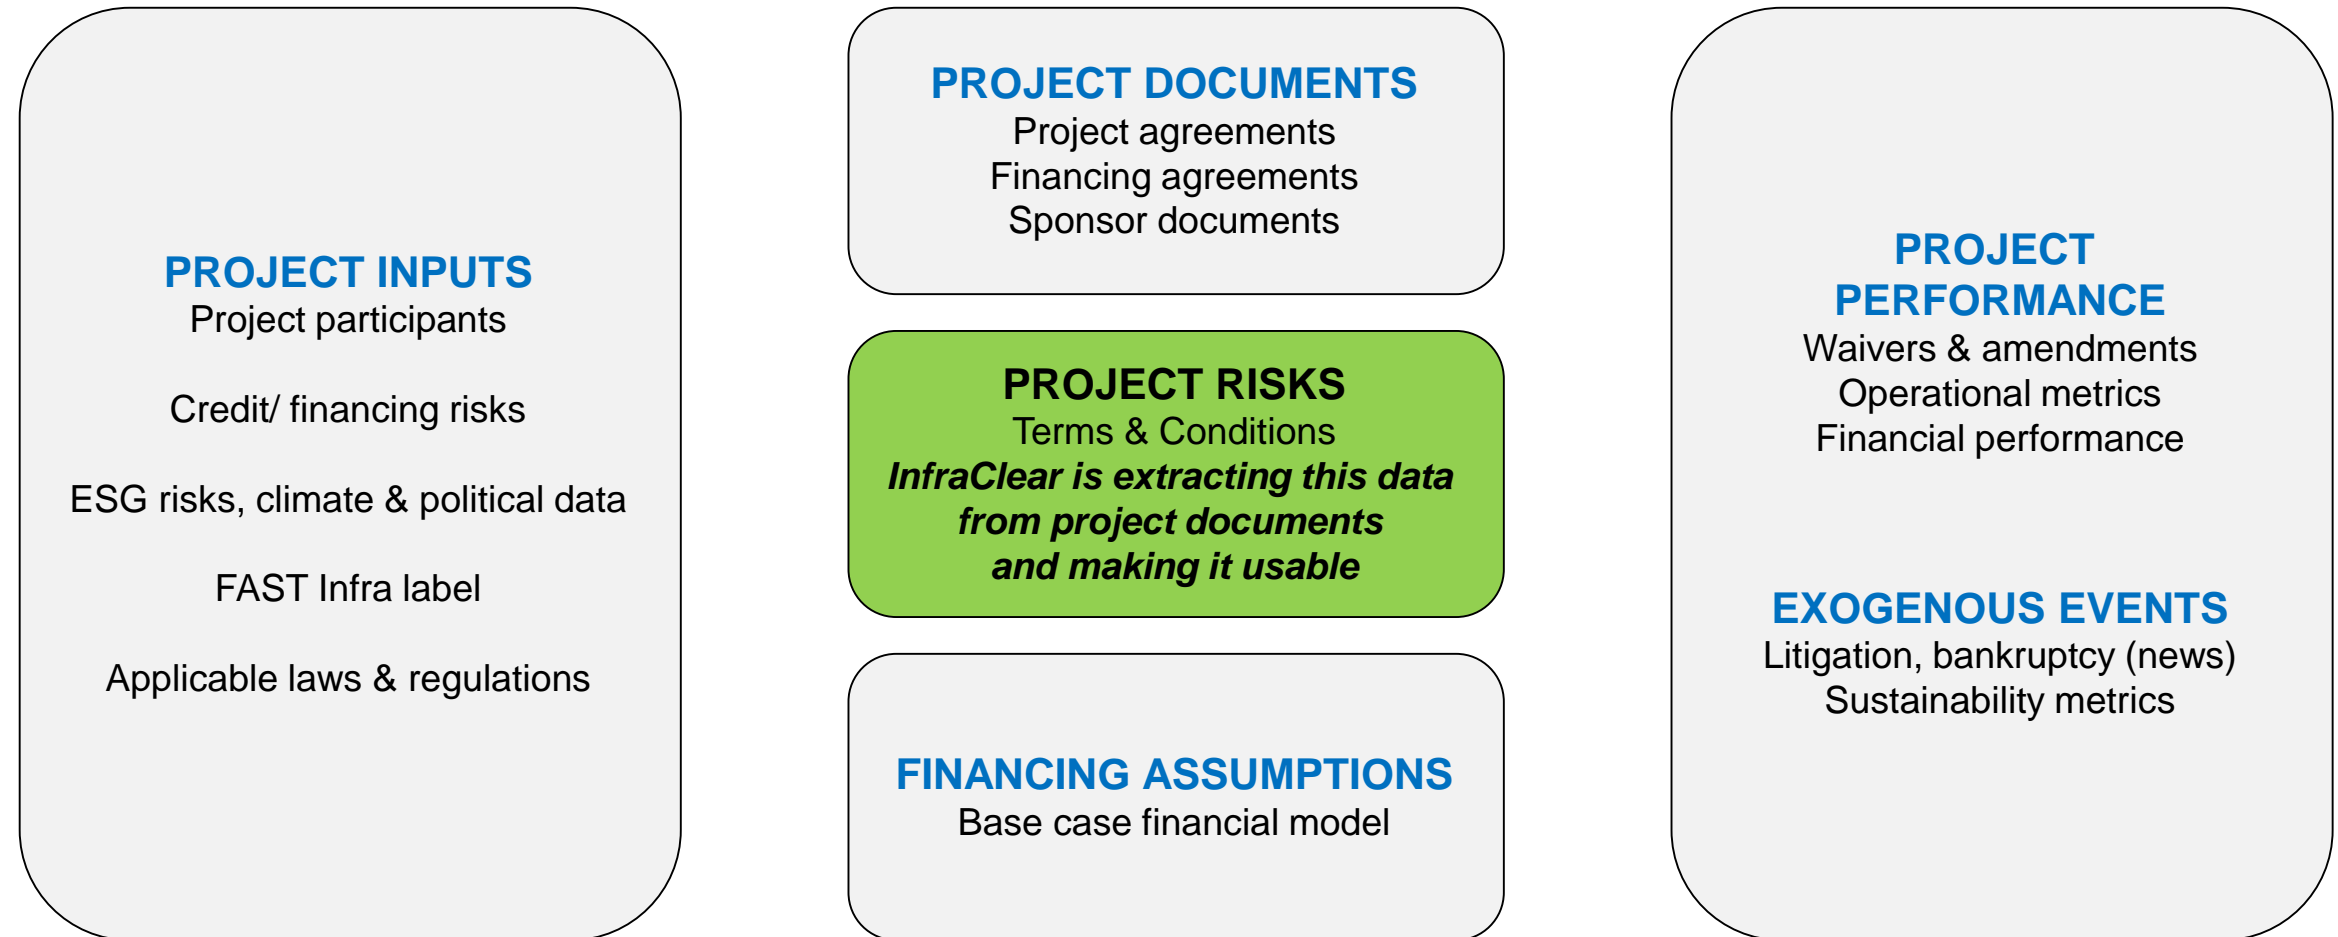 PROJECT INPUTS
Project participants
Credit/ financing risks
ESG risks, climate & political data
FAST Infra label
Applicable laws & regulations
PROJECT DOCUMENTS
Project agreements
Financing agreements
Sponsor documents
PROJECT RISKS
Terms & Conditions
InfraClear is extracting this data
from project documents
and making it usable
FINANCING ASSUMPTIONS
Base case financial model
PROJECT
PERFORMANCE
Waivers & amendments
Operational metrics
Financial performance
EXOGENOUS EVENTS
Litigation, bankruptcy (news)
Sustainability metrics